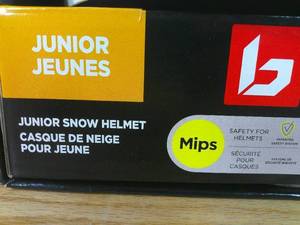 JUNIOR
JEUNES
JUNIOR SNOW HELMET
CASQUE DE NEIGE
POUR JEUNE
Mips
SAFETY FOR
HELMETS
SÉCURITÉ
POUR
CASQUES